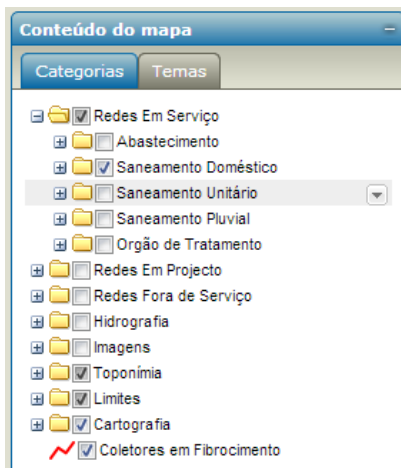 Conteúdo do mapa
Categorias Temas
Redes Em Serviço
Abastecimento
Saneamento Doméstico
Saneamento Unitário
Saneamento Pluvial
Orgão de Tratamento
Redes Em Projecto
Redes Fora de Serviço
Hidrografia
Imagens
Toponímia
Limites
Cartografia
Coletores em Fibrocimento